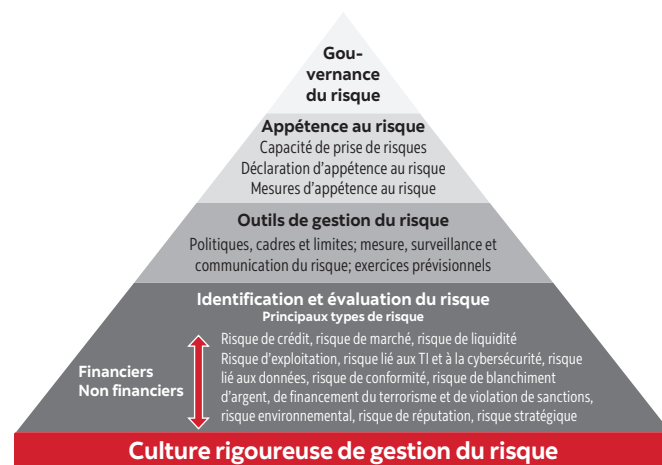 Gou-
vernance
du risque
Appétence au risque
Capacité de prise de risques
Déclaration d'appétence au risque
Mesures d'appétence au risque
Outils de gestion du risque
Politiques, cadres et limites; mesure, surveillance et
communication du risque; exercices prévisionnels
Identification et évaluation du risque
Principaux types de risque
Financiers
Non financiers
Risque de crédit, risque de marché, risque de liquidité
Risque d'exploitation, risque lié aux TI et à la cybersécurité, risque
lié aux données, risque de conformité, risque de blanchiment
d'argent, de financement du terrorisme et de violation de sanctions,
risque environnemental, risque de réputation, risque stratégique
Culture rigoureuse de gestion du risque